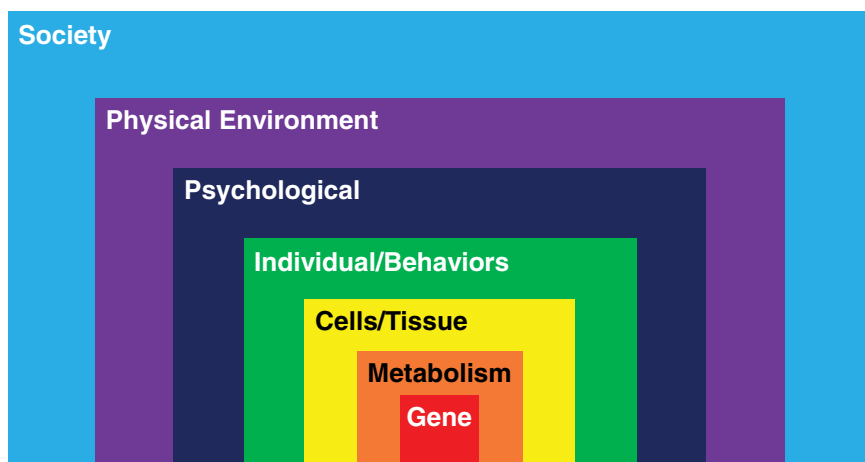 Society
Physical Environment
Psychological
Individual/Behaviors
Cells/Tissue
Metabolism
Gene